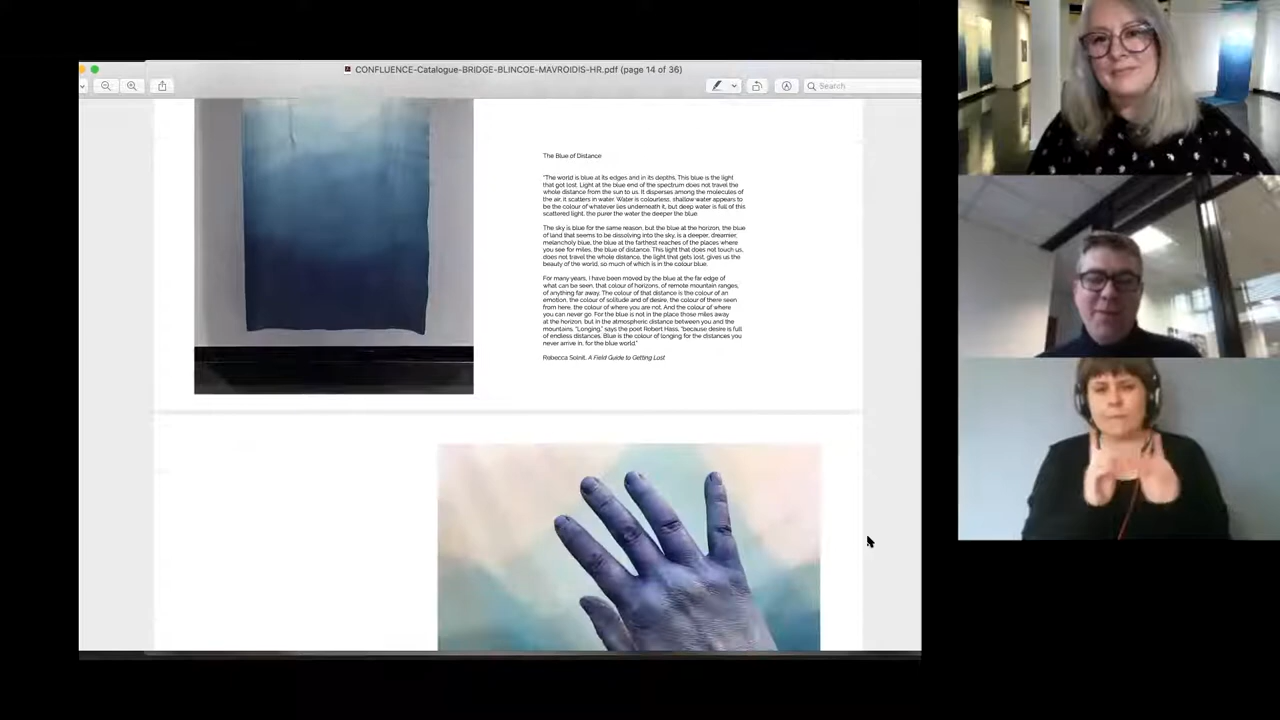 CONFLUENCE-Catalogue-BRIDGE-BLINCOE-MAVROIDIS-HR.pdf (page 14 of 36)
Search
The Blue of Distance
"The world is blue at its edges and in its depths. This blue is the light
that got lost. Light at the blue end of the spectrum does not travel the
whole distance from the sun to us. It disperses among the molecules of
the air, it scatters in water. Water is colourless, shallow water appears to
be the colour of whatever lies underneath it, but deep water is full of this
scattered light, the purer the water the deeper the blue.
The sky is blue for the same reason, but the blue at the horizon, the blue
of land that seems to be dissolving into the sky, is a deeper, dreamier,
melancholy blue, the blue at the farthest reaches of the places where
you see for miles, the blue of distance. This light that does not touch us,
does not travel the whole distance, the light that gets lost, gives us the
beauty of the world, so much of which is in the colour blue.
For many years, I have been moved by the blue at the far edge of
what can be seen, that colour of horizons, of remote mountain ranges,
of anything far away. The colour of that distance is the colour of an
emotion, the colour of solitude and of desire, the colour of there seen
from here, the colour of where you are not. And the colour of where
you can never go. For the blue is not in the place those miles away
at the horizon, but in the atmospheric distance between you and the
mountains. "Longing," says the poet Robert Hass, "because desire is full
of endless distances. Blue is the colour of longing for the distances you
never arrive in, for the blue world."
Rebecca Solnit, A Field Guide to Getting Lost